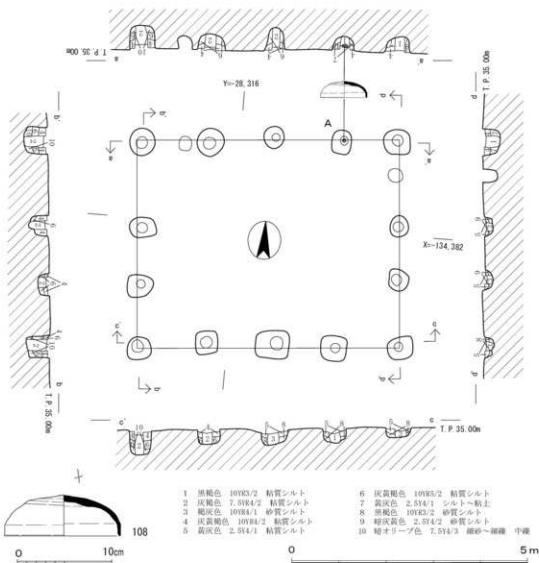 T.P.35.00m
T.P.35.00m
Y=-28,316
A
X=-134,382
T.P.35.00m
T.P.35.00m
108
0 10cm
1 黒褐色 10YR3/2 粘質シルト
2 灰褐色 7.5YR4/2 粘質シルト
3 褐灰色 10YR4/1 砂質シルト
4 灰黄褐色 10YR4/2 粘質シルト
5 黄灰色 2.5Y4/1 粘質シルト
6 灰黄褐色 10YR5/2 粘質シルト
7 黄灰色 2.5Y4/1 シルト～粘土
8 黒褐色 10YR3/2 砂質シルト
9 暗灰黄色 2.5Y4/2 砂質シルト
10 暗オリーブ色 7.5Y4/3 細砂～細礫 中礫
0 5m